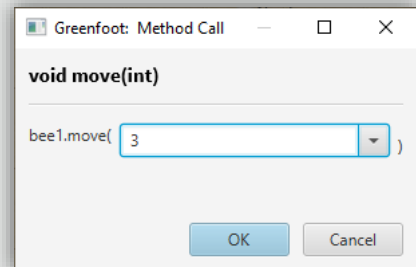 Greenfoot: Method Call
void move(int)
bee1.move( 3 )
OK Cancel